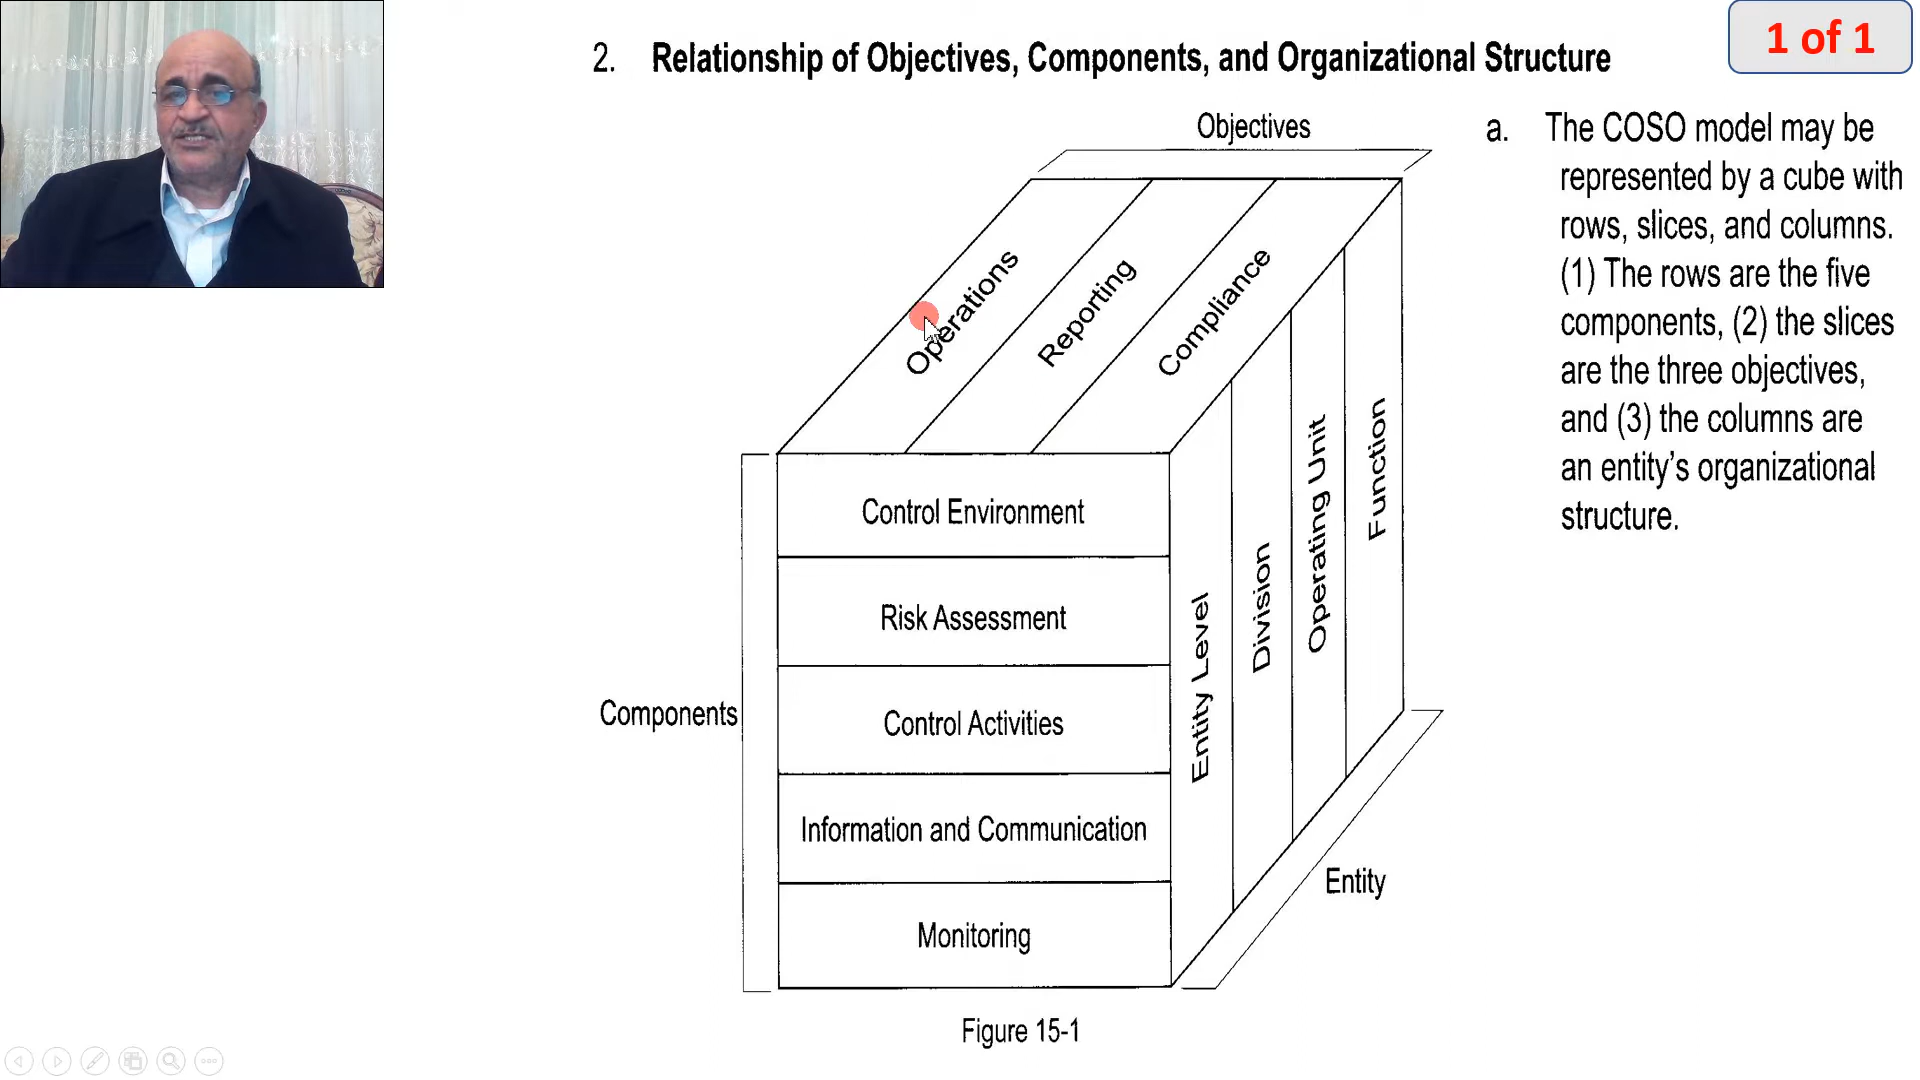 2. Relationship of Objectives, Components, and Organizational Structure
1 of 1
Objectives
Operations
Reporting
Compliance
Components
Control Environment
Risk Assessment
Control Activities
Information and Communication
Monitoring
Entity Level
Division
Operating Unit
Function
Entity
Figure 15-1
a. The COSO model may be
represented by a cube with
rows, slices, and columns.
(1) The rows are the five
components, (2) the slices
are the three objectives,
and (3) the columns are
an entity's organizational
structure.